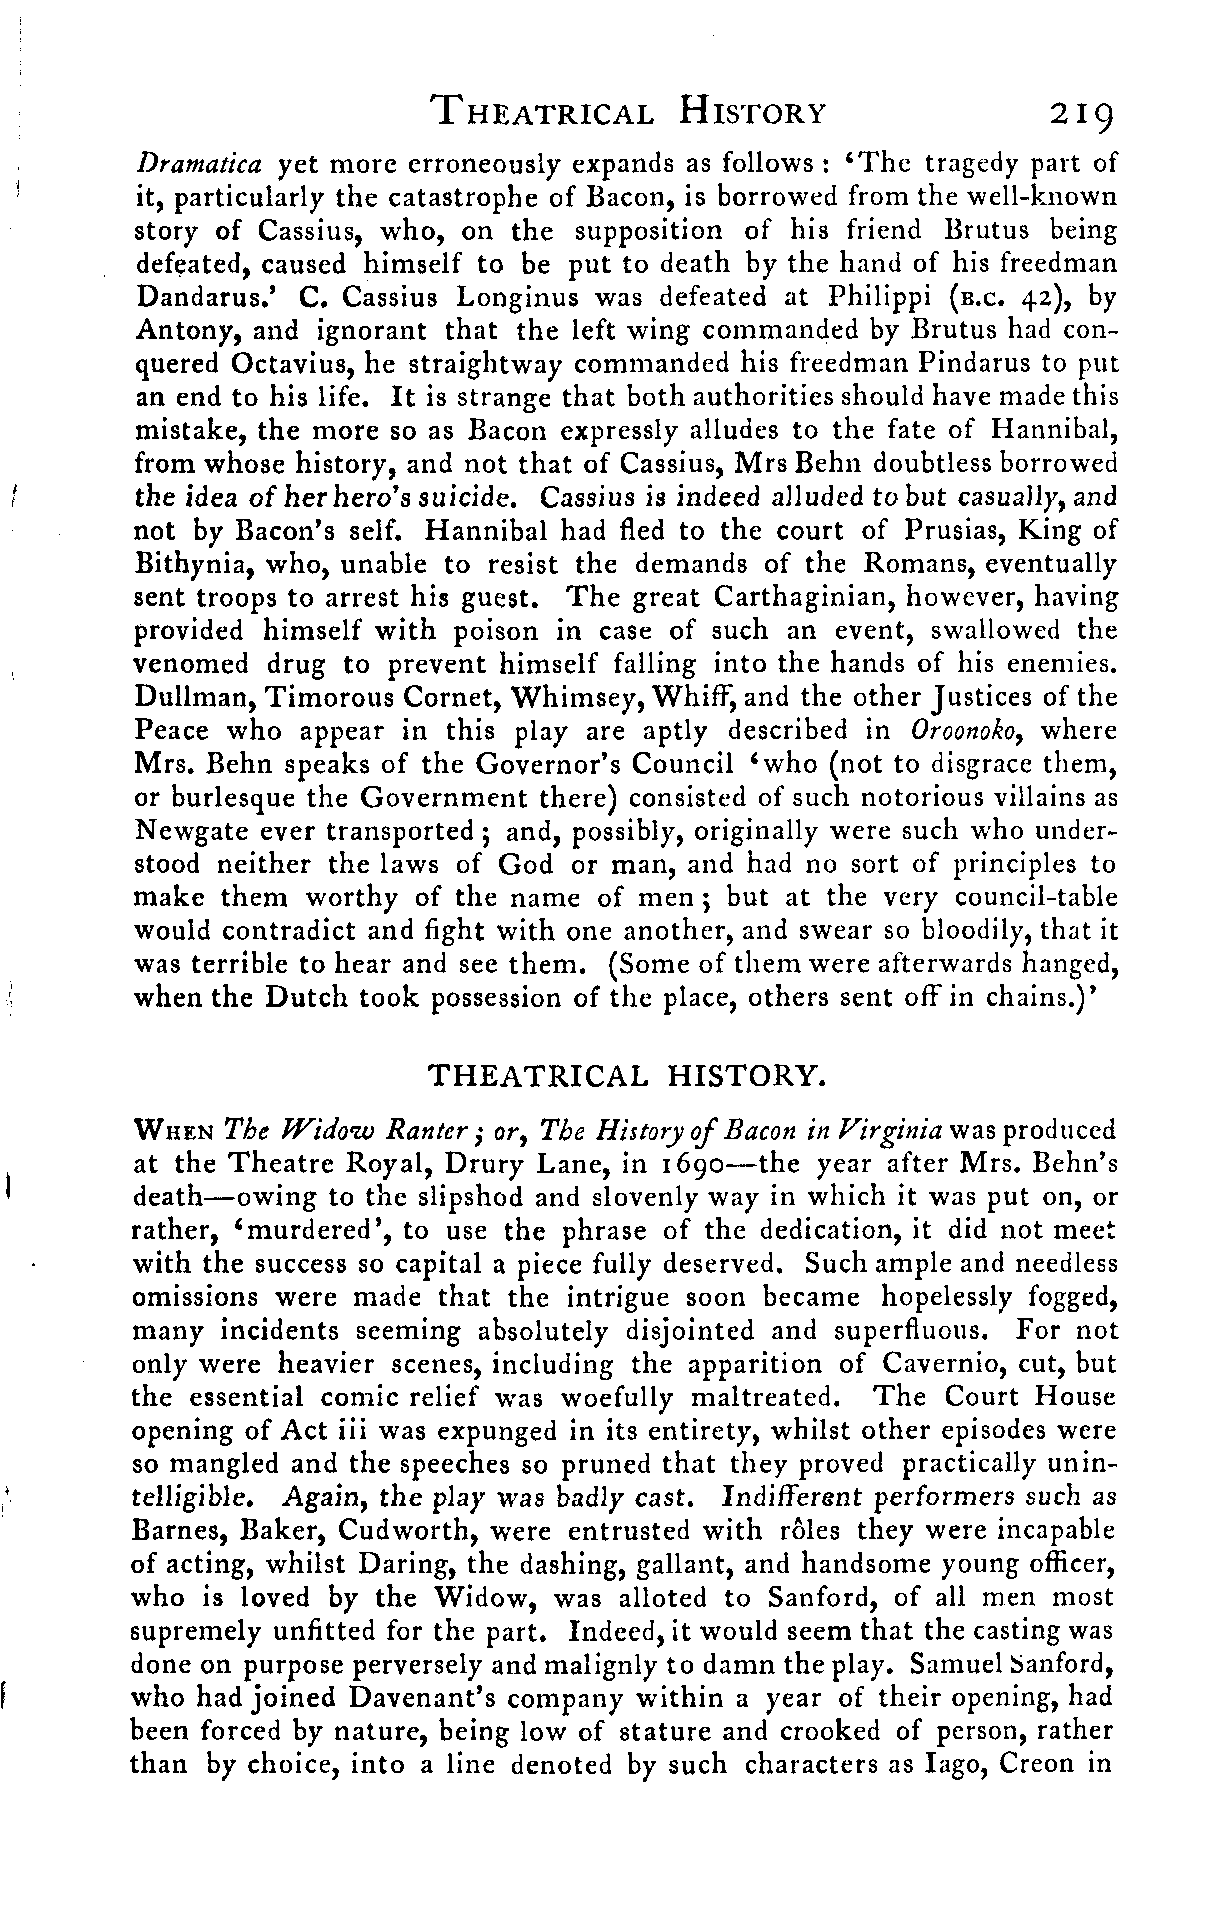 THEATRICAL HISTORY 219
Dramatica yet more erroneously expands as follows: ‘The tragedy part of
it, particularly the catastrophe of Bacon, is borrowed from the well-known
story of Cassius, who, on the supposition of his friend Brutus being
defeated, caused himself to be put to death by the hand of his freedman
Dandarus.’ C. Cassius Longinus was defeated at Philippi (B.C. 42), by
Antony, and ignorant that the left wing commanded by Brutus had con-
quered Octavius, he straightway commanded his freedman Pindarus to put
an end to his life. It is strange that both authorities should have made this
mistake, the more so as Bacon expressly alludes to the fate of Hannibal,
from whose history, and not that of Cassius, Mrs Behn doubtless borrowed
the idea of her hero’s suicide. Cassius is indeed alluded to but casually, and
not by Bacon’s self. Hannibal had fled to the court of Prusias, King of
Bithynia, who, unable to resist the demands of the Romans, eventually
sent troops to arrest his guest. The great Carthaginian, however, having
provided himself with poison in case of such an event, swallowed the
venomed drug to prevent himself falling into the hands of his enemies.
Dullman, Timorous Cornet, Whimsey, Whiff, and the other Justices of the
Peace who appear in this play are aptly described in Oroonoko, where
Mrs. Behn speaks of the Governor’s Council ‘who (not to disgrace them,
or burlesque the Government there) consisted of such notorious villains as
Newgate ever transported; and, possibly, originally were such who under-
stood neither the laws of God or man, and had no sort of principles to
make them worthy of the name of men; but at the very council-table
would contradict and fight with one another, and swear so bloodily, that it
was terrible to hear and see them. (Some of them were afterwards hanged,
when the Dutch took possession of the place, others sent off in chains.)’
THEATRICAL HISTORY.
WHEN The Widow Ranter; or, The History of Bacon in Virginia was produced
at the Theatre Royal, Drury Lane, in 1690—the year after Mrs. Behn’s
death—owing to the slipshod and slovenly way in which it was put on, or
rather, ‘murdered’, to use the phrase of the dedication, it did not meet
with the success so capital a piece fully deserved. Such ample and needless
omissions were made that the intrigue soon became hopelessly fogged,
many incidents seeming absolutely disjointed and superfluous. For not
only were heavier scenes, including the apparition of Cavernio, cut, but
the essential comic relief was woefully maltreated. The Court House
opening of Act iii was expunged in its entirety, whilst other episodes were
so mangled and the speeches so pruned that they proved practically unin-
telligible. Again, the play was badly cast. Indifferent performers such as
Barnes, Baker, Cudworth, were entrusted with rôles they were incapable
of acting, whilst Daring, the dashing, gallant, and handsome young officer,
who is loved by the Widow, was alloted to Sanford, of all men most
supremely unfitted for the part. Indeed, it would seem that the casting was
done on purpose perversely and malignly to damn the play. Samuel Sanford,
who had joined Davenant’s company within a year of their opening, had
been forced by nature, being low of stature and crooked of person, rather
than by choice, into a line denoted by such characters as Iago, Creon in